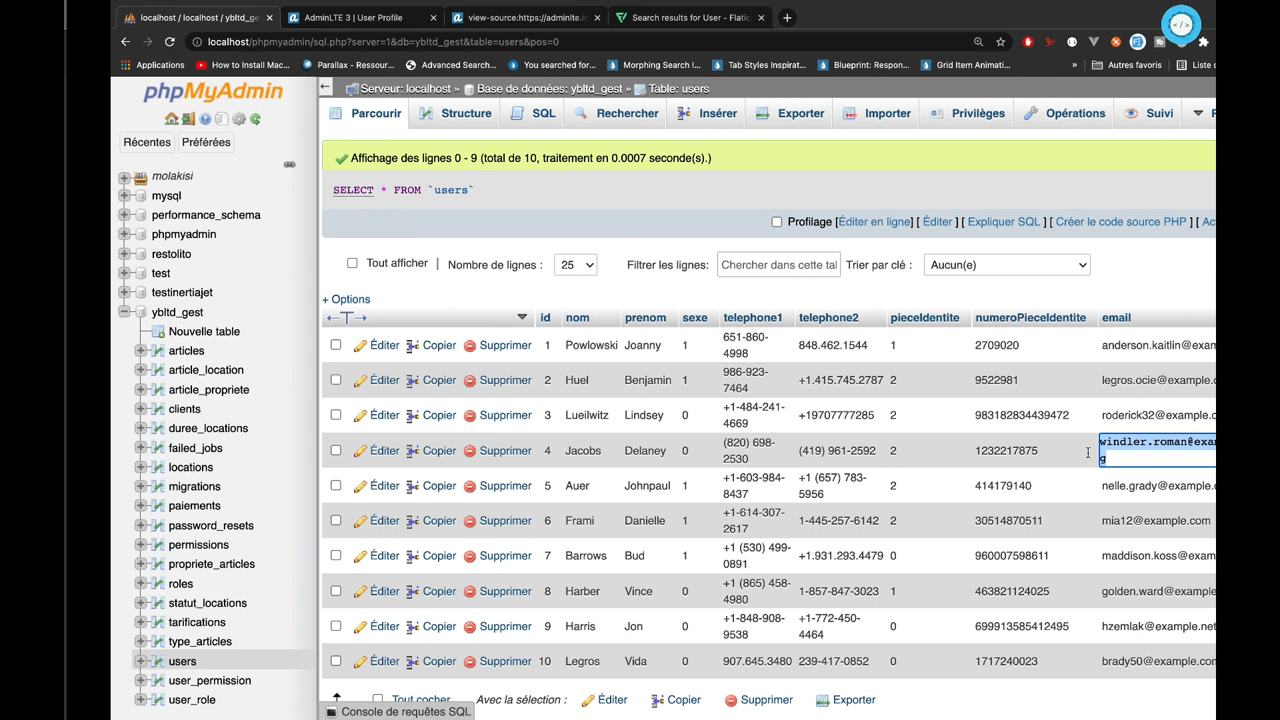 localhost / localhost / ybltd_ge
AdminLTE 3 | User Profile
view-source:https://adminlte.io
Search results for User - Flatic
localhost/phpmyadmin/sql.php?server=1&db=ybltd_gest&table=users&pos=0
Applications
How to Install Mac...
Parallax - Ressour...
Advanced Search...
You searched for...
Morphing Search I...
Tab Styles Inspirat...
Blueprint: Respon...
Grid Item Animati...
»
Autres favoris
Liste
phpMyAdmin
Récentes
Préférées
molakisi
mysql
performance_schema
phpmyadmin
restolito
test
testinertiajet
ybltd_gest
Nouvelle table
articles
article_location
article_propriete
clients
duree_locations
failed_jobs
locations
migrations
paiements
password_resets
permissions
propriete_articles
roles
statut_locations
tarifications
type_articles
users
user_permission
user_role
Serveur: localhost » Base de données: ybltd_gest » Table: users
Parcourir Structure SQL Rechercher Insérer Exporter Importer Privilèges Opérations Suivi
Affichage des lignes 0 - 9 (total de 10, traitement en 0.0007 seconde(s).)
SELECT * FROM `users`
Profilage [Éditer en ligne] [ Éditer ] [ Expliquer SQL ] [ Créer le code source PHP ] [ Ac
Tout afficher | Nombre de lignes : 25 Filtrer les lignes: Chercher dans cette tal Trier par clé : Aucun(e)
+ Options
id nom prenom sexe telephone1 telephone2 pieceIdentite numeroPieceIdentite email
Éditer Copier Supprimer 1 Powlowski Joanny 1 651-860-4998 848.462.1544 1 2709020 anderson.kaitlin@exam
Éditer Copier Supprimer 2 Huel Benjamin 1 986-923-7464 +1.415.745.2787 2 9522981 legros.ocie@example.c
Éditer Copier Supprimer 3 Lueilwitz Lindsey 0 +1-484-241-4669 +19707777285 2 983182834439472 roderick32@example.c
Éditer Copier Supprimer 4 Jacobs Delaney 0 (820) 698-2530 (419) 961-2592 2 1232217875 windler.roman@exam g
Éditer Copier Supprimer 5 Auer Johnpaul 1 +1-603-984-8437 +1 (657) 783-5956 2 414179140 nelle.grady@example.c
Éditer Copier Supprimer 6 Frami Danielle 1 +1-614-307-2617 1-445-257-6142 2 30514870511 mia12@example.com
Éditer Copier Supprimer 7 Barrows Bud 1 +1 (530) 499-0891 +1.931.293.4479 0 960007598611 maddison.koss@exam
Éditer Copier Supprimer 8 Harber Vince 0 +1 (865) 458-4980 1-857-847-3023 1 463821124025 golden.ward@example
Éditer Copier Supprimer 9 Harris Jon 0 +1-848-908-9538 +1-772-450-4464 0 699913585412495 hzemlak@example.net
Éditer Copier Supprimer 10 Legros Vida 0 907.645.3480 239-417-0852 0 1717240023 brady50@example.com
Tout cocher Avec la sélection : Éditer Copier Supprimer Exporter
Console de requêtes SQL